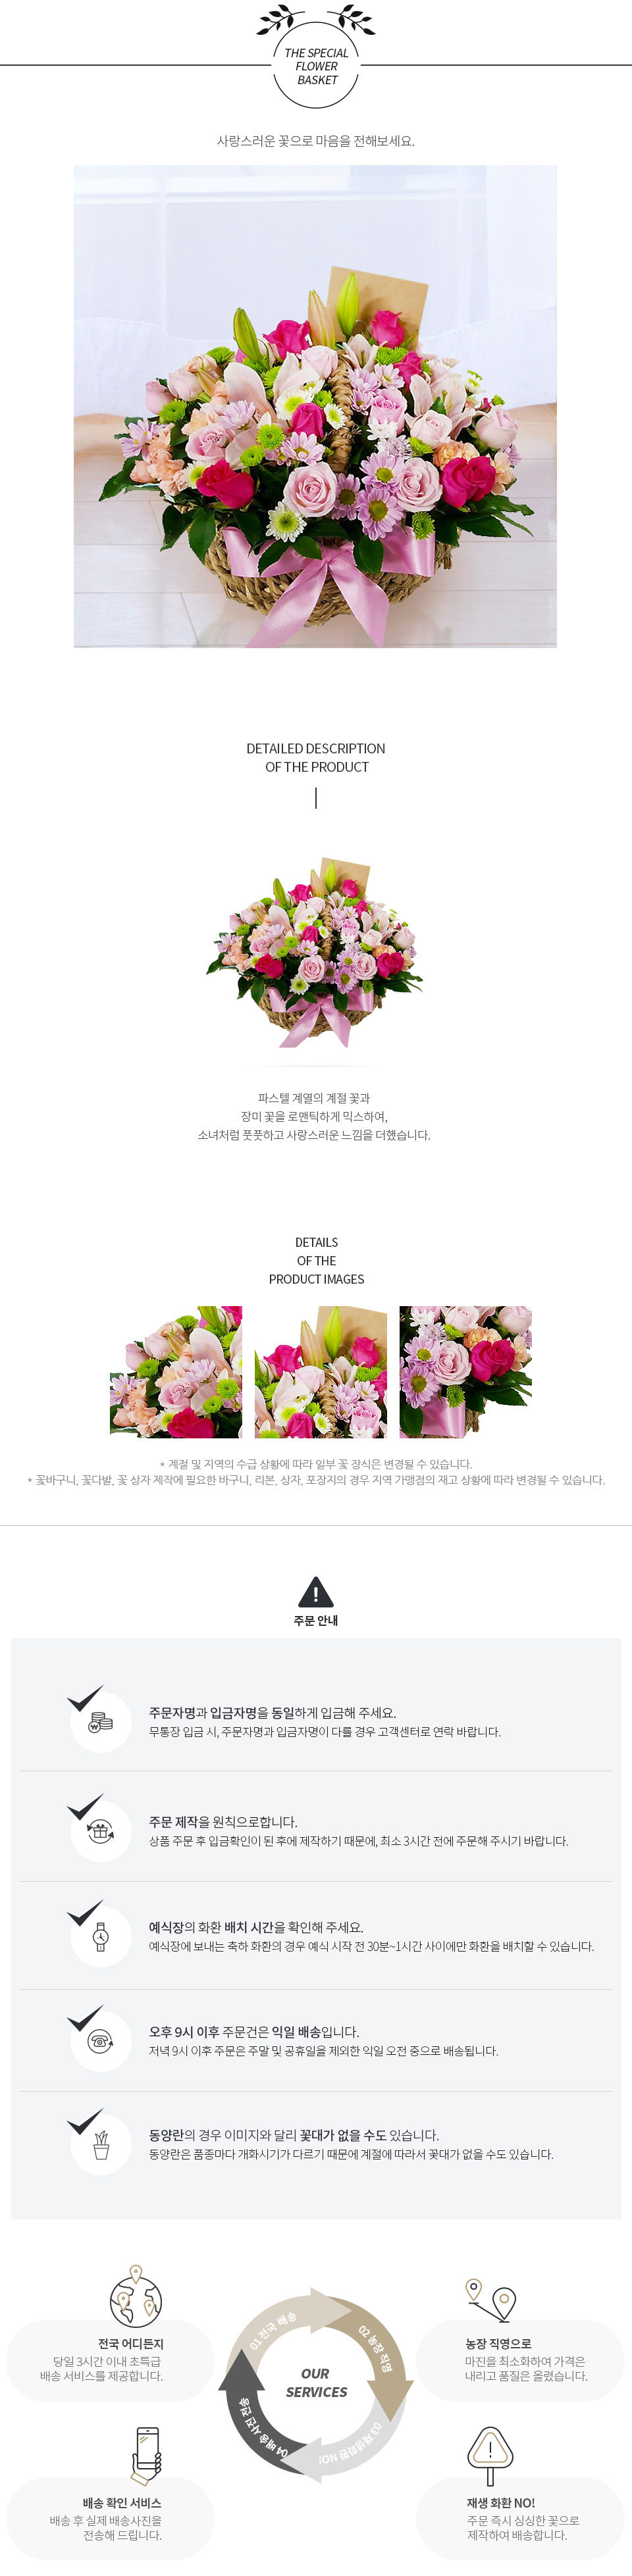 THE SPECIAL
FLOWER
BASKET
사랑스러운 꽃으로 마음을 전해보세요.
DETAILED DESCRIPTION
OF THE PRODUCT
파스텔 계열의 계절 꽃과
장미 꽃을 로맨틱하게 믹스하여,
소녀처럼 풋풋하고 사랑스러운 느낌을 더했습니다.
DETAILS
OF THE
PRODUCT IMAGES
* 계절 및 지역의 수급 상황에 따라 일부 꽃 장식은 변경될 수 있습니다.
* 꽃바구니, 꽃다발, 꽃 상자 제작에 필요한 바구니, 리본, 상자, 포장지의 경우 지역 가맹점의 재고 상황에 따라 변경될 수 있습니다.
주문 안내
주문자명과 입금자명을 동일하게 입금해 주세요.
무통장 입금 시, 주문자명과 입금자명이 다를 경우 고객센터로 연락 바랍니다.
주문 제작을 원칙으로합니다.
상품 주문 후 입금확인이 된 후에 제작하기 때문에, 최소 3시간 전에 주문해 주시기 바랍니다.
예식장의 화환 배치 시간을 확인해 주세요.
예식장에 보내는 축하 화환의 경우 예식 시작 전 30분~1시간 사이에만 화환을 배치할 수 있습니다.
오후 9시 이후 주문건은 익일 배송입니다.
저녁 9시 이후 주문은 주말 및 공휴일을 제외한 익일 오전 중으로 배송됩니다.
동양란의 경우 이미지와 달리 꽃대가 없을 수도 있습니다.
동양란은 품종마다 개화시기가 다르기 때문에 계절에 따라서 꽃대가 없을 수도 있습니다.
전국 어디든지
당일 3시간 이내 초특급
배송 서비스를 제공합니다.
01 전국 배송
02 농장 직영
OUR
SERVICES
03 재생화환 NO!
04 배송 사진 전송
농장 직영으로
마진을 최소화하여 가격은
내리고 품질은 올렸습니다.
배송 확인 서비스
배송 후 실제 배송사진을
전송해 드립니다.
재생 화환 NO!
주문 즉시 싱싱한 꽃으로
제작하여 배송합니다.